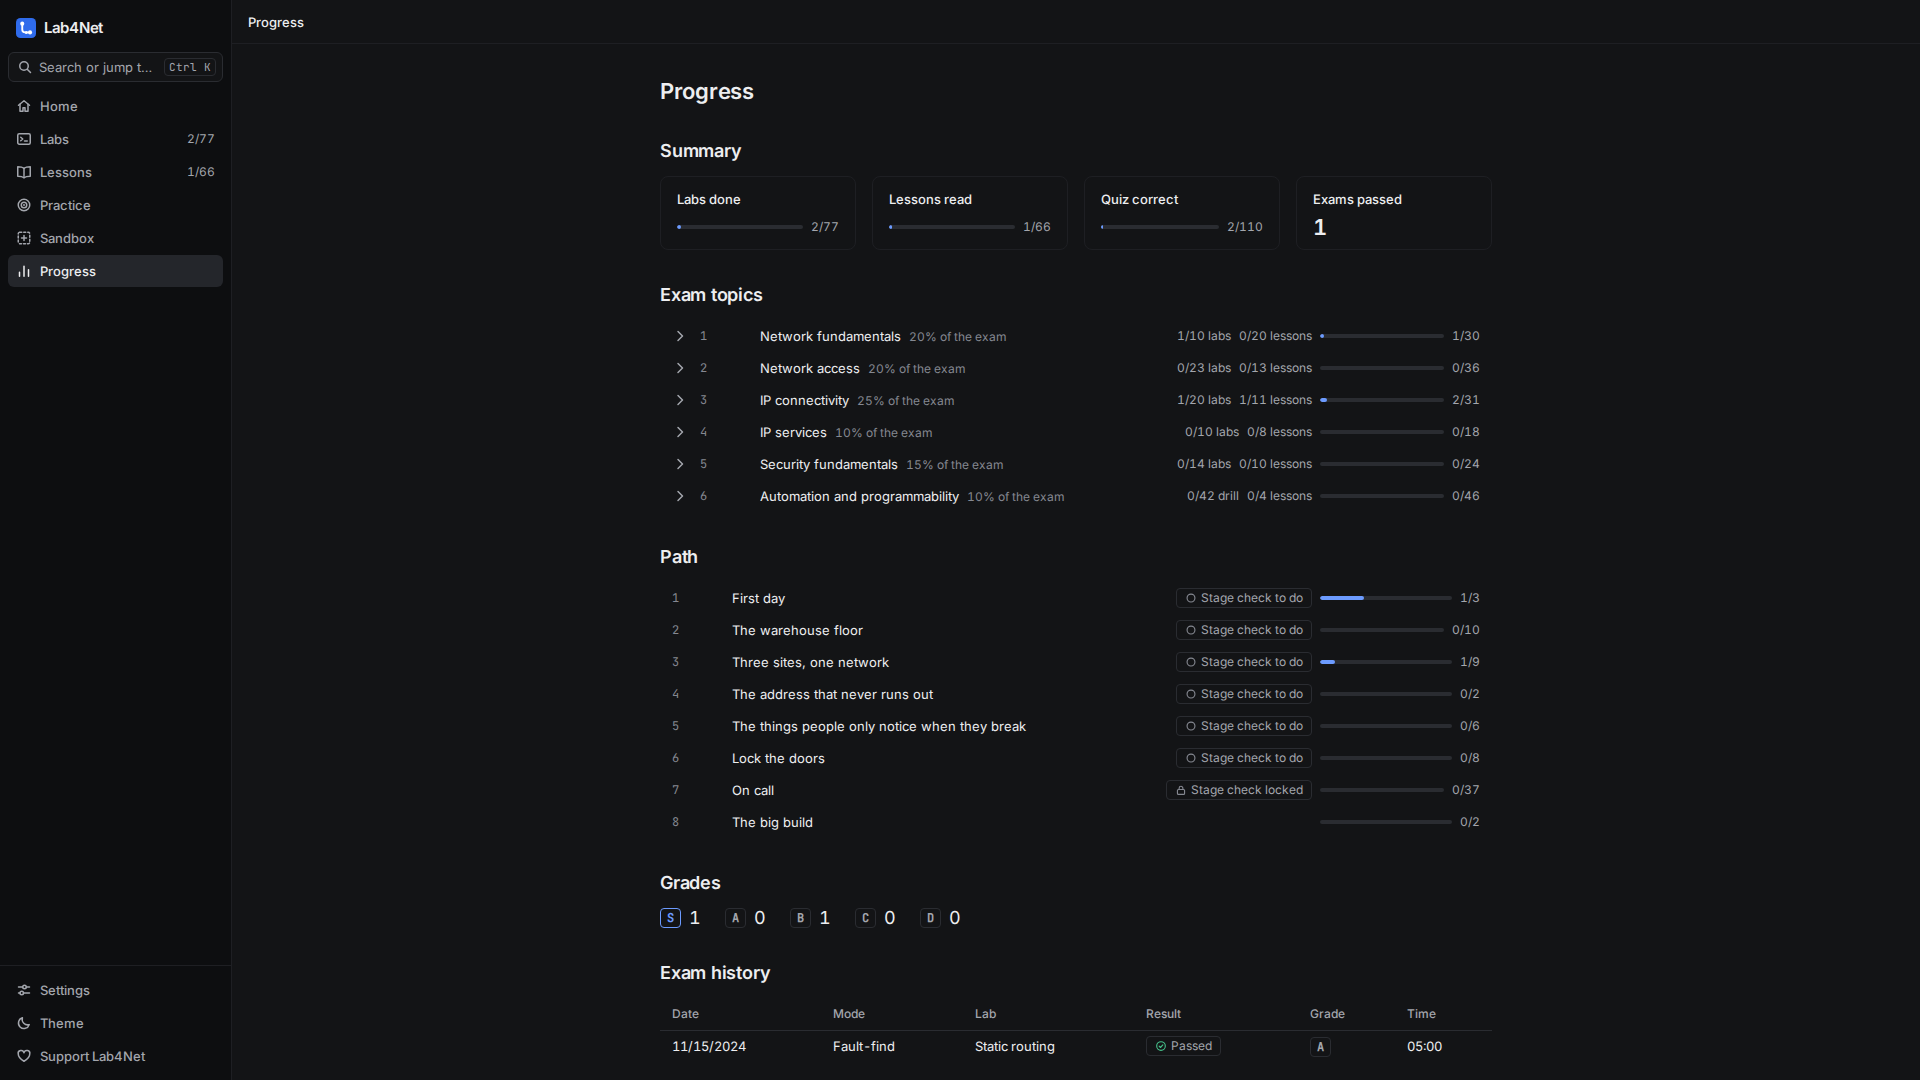 Lab4Net
Search or jump t... Ctrl K
Home
Labs 2/77
Lessons 1/66
Practice
Sandbox
Progress
Settings
Theme
Support Lab4Net
Progress
Progress
Summary
Labs done
2/77
Lessons read
1/66
Quiz correct
2/110
Exams passed
1
Exam topics
1 Network fundamentals 20% of the exam 1/10 labs 0/20 lessons 1/30
2 Network access 20% of the exam 0/23 labs 0/13 lessons 0/36
3 IP connectivity 25% of the exam 1/20 labs 1/11 lessons 2/31
4 IP services 10% of the exam 0/10 labs 0/8 lessons 0/18
5 Security fundamentals 15% of the exam 0/14 labs 0/10 lessons 0/24
6 Automation and programmability 10% of the exam 0/42 drill 0/4 lessons 0/46
Path
1 First day Stage check to do 1/3
2 The warehouse floor Stage check to do 0/10
3 Three sites, one network Stage check to do 1/9
4 The address that never runs out Stage check to do 0/2
5 The things people only notice when they break Stage check to do 0/6
6 Lock the doors Stage check to do 0/8
7 On call Stage check locked 0/37
8 The big build 0/2
Grades
S 1 A 0 B 1 C 0 D 0
Exam history
Date Mode Lab Result Grade Time
11/15/2024 Fault-find Static routing Passed A 05:00